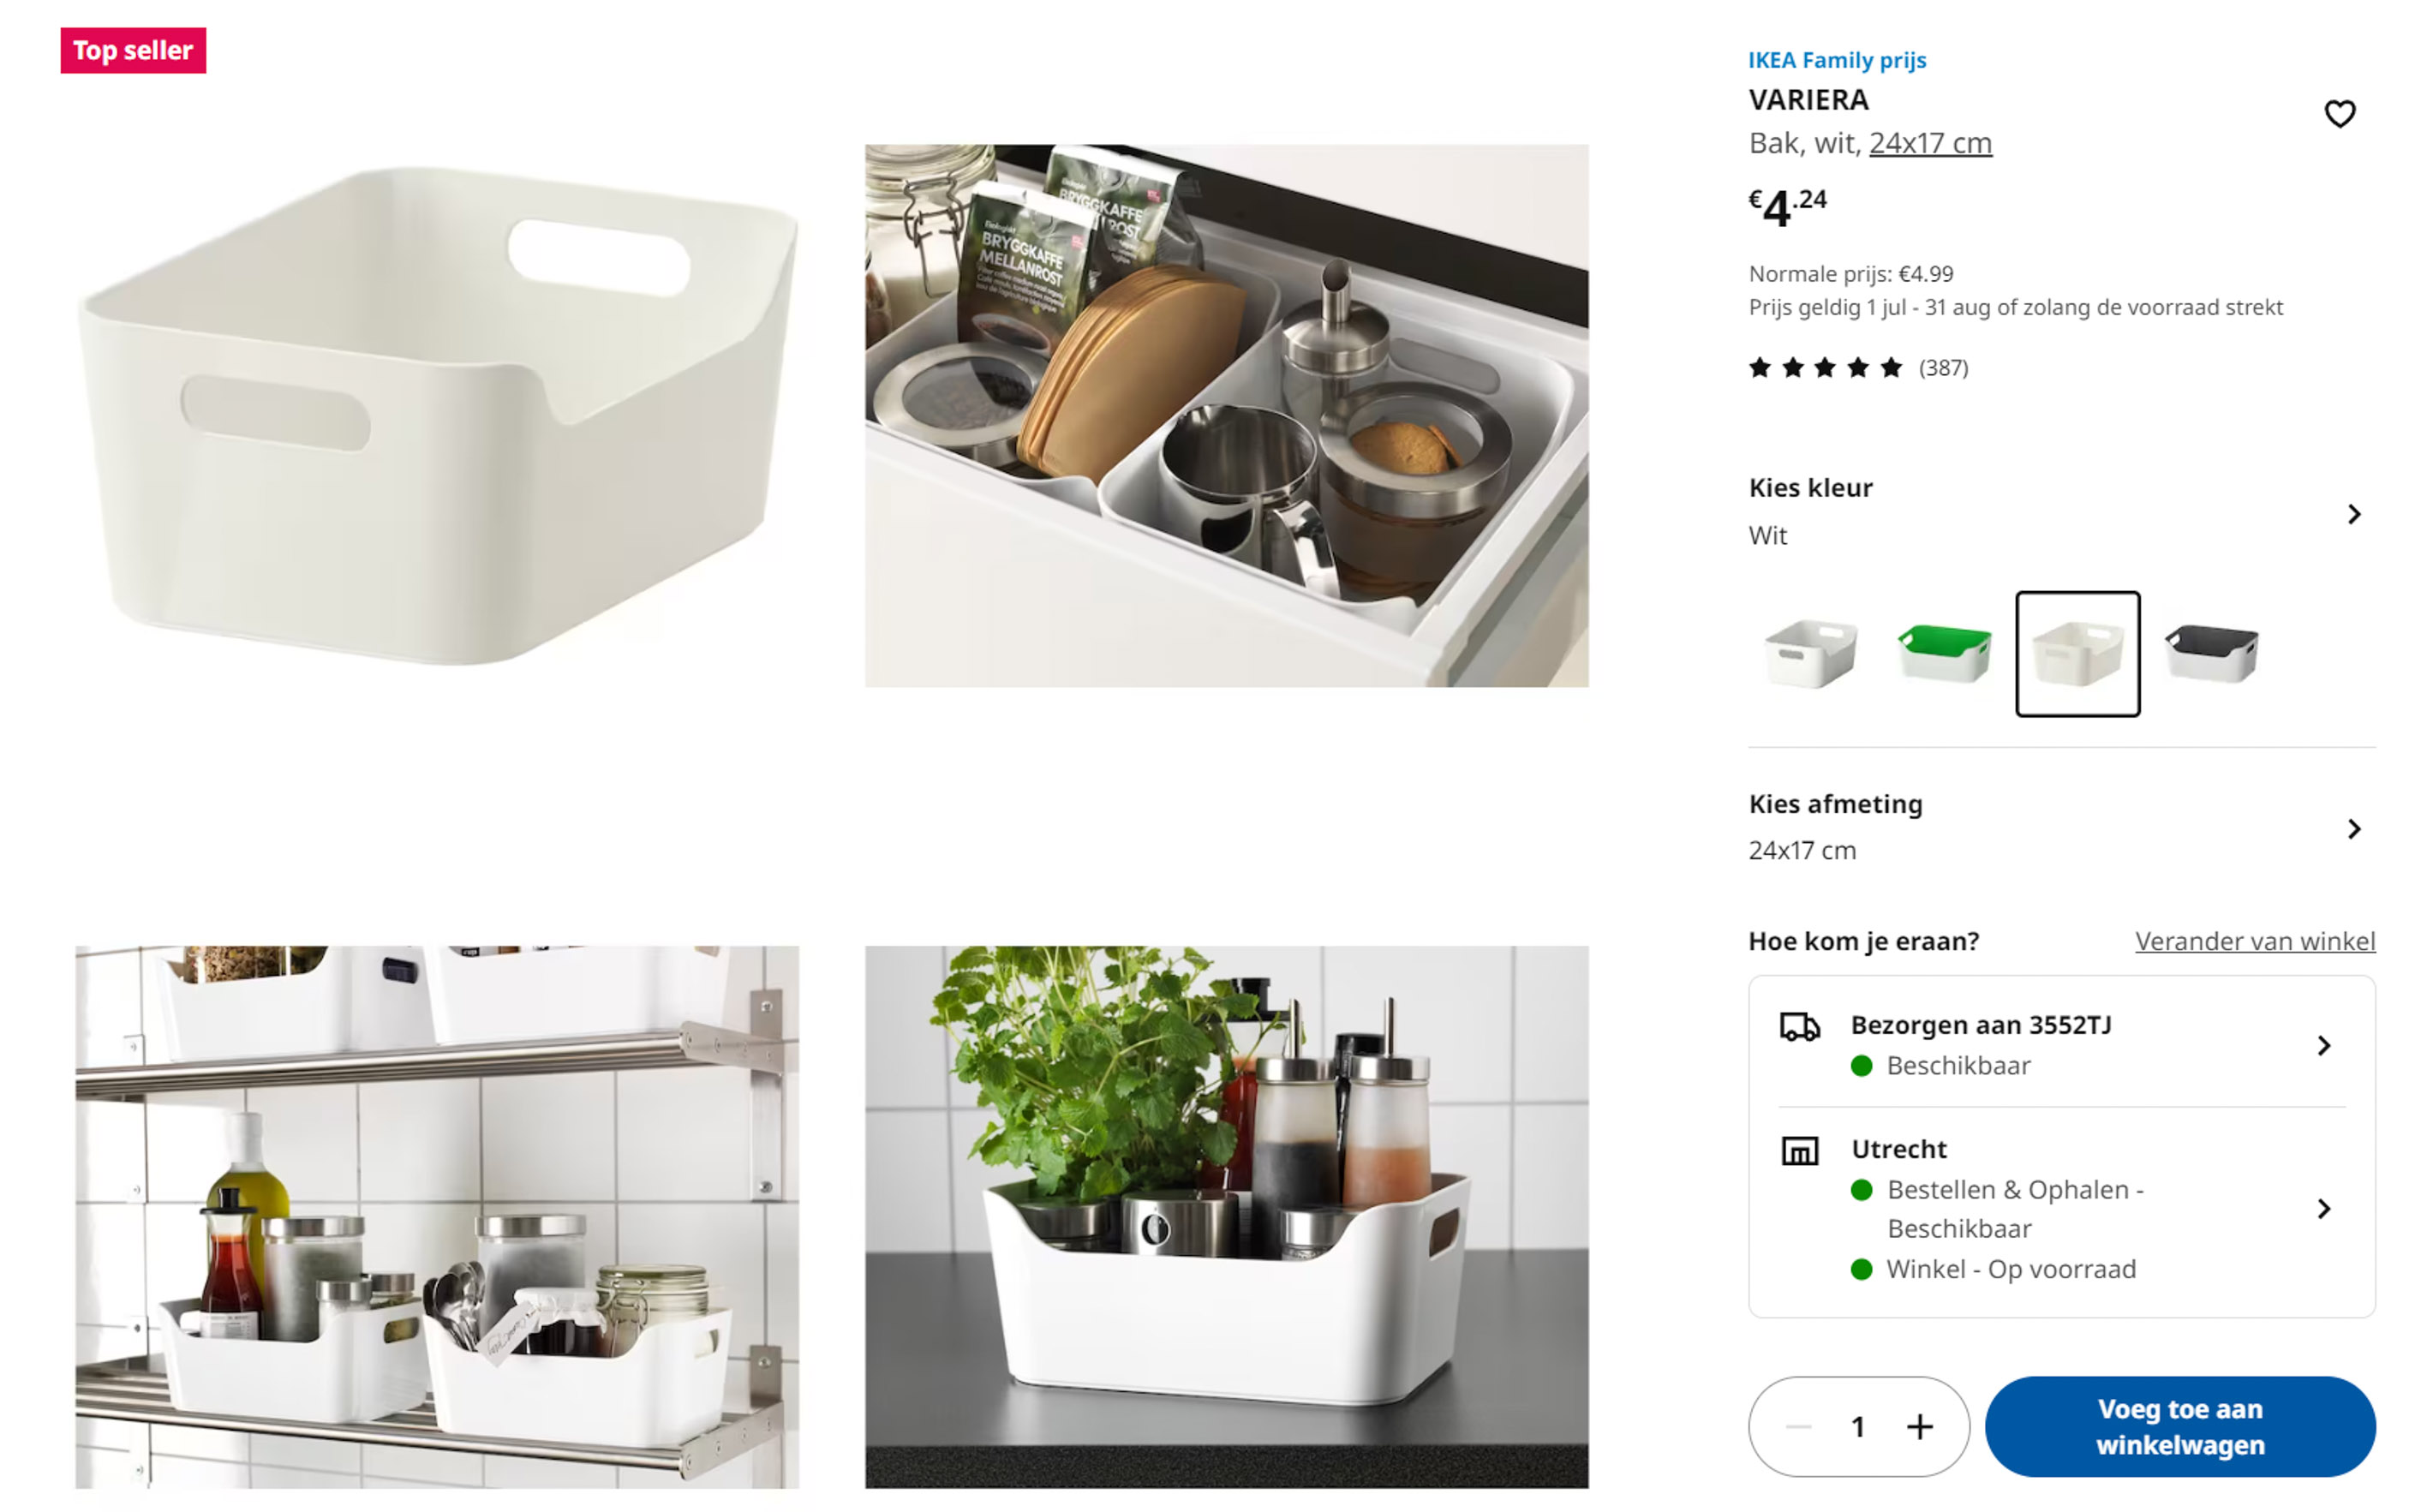 Top seller
BRYGGKAFFE
BRYGGKAFFE
MELLANROST
IKEA Family prijs
VARIERA
Bak, wit, 24x17 cm
€4.24
Normale prijs: €4.99
Prijs geldig 1 jul - 31 aug of zolang de voorraad strekt
(387)
Kies kleur
Wit
Kies afmeting
24x17 cm
Hoe kom je eraan? Verander van winkel
Bezorgen aan 3552TJ
Beschikbaar
Utrecht
Bestellen & Ophalen -
Beschikbaar
Winkel - Op voorraad
1
Voeg toe aan
winkelwagen